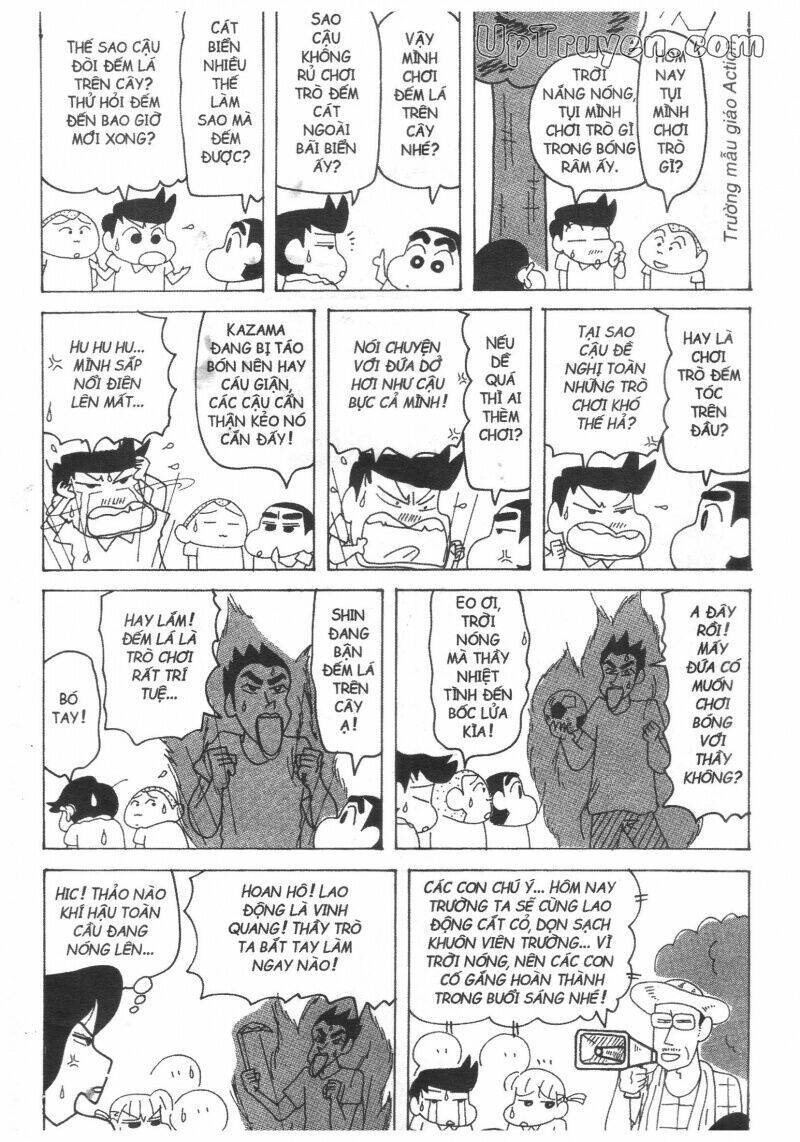 UpTruyen.com
Trường mẫu giáo Action
HÔM
NAY
TỤI
MÌNH
CHƠI
TRÒ
GÌ?
TRỜI
NẮNG NÓNG,
TỤI MÌNH
CHƠI TRÒ GÌ
TRONG BÓNG
RÂM ẤY.
VẬY
MÌNH
CHƠI
ĐẾM LÁ
TRÊN
CÂY
NHÉ?
SAO
CẬU
KHÔNG
RỦ CHƠI
TRÒ ĐẾM
CÁT
NGOÀI
BÃI BIỂN
ẤY?
CÁT
BIỂN
NHIỀU
THẾ
LÀM
SAO MÀ
ĐẾM
ĐƯỢC?
THẾ SAO CẬU
ĐÒI ĐẾM LÁ
TRÊN CÂY?
THỬ HỎI ĐẾM
ĐẾN BAO GIỜ
MỚI XONG?
HAY LÀ
CHƠI
TRÒ ĐẾM
TÓC
TRÊN
ĐẦU?
TẠI SAO
CẬU ĐỀ
NGHỊ TOÀN
NHỮNG TRÒ
CHƠI KHÓ
THẾ HẢ?
NẾU
DỄ
QUÁ
THÌ AI
THÈM
CHƠI?
NÓI CHUYỆN
VỚI ĐỨA DỞ
HƠI NHƯ CẬU
BỰC CẢ MÌNH!
KAZAMA
ĐANG BỊ TÁO
BÓN NÊN HAY
CÁU GIẬN,
CÁC CẬU CẨN
THẬN KẺO NÓ
CẮN ĐẤY!
HU HU HU...
MÌNH SẮP
NỔI ĐIÊN
LÊN MẤT...
A ĐÂY
RỒI!
MẤY
ĐỨA CÓ
MUỐN
CHƠI
BÓNG
VỚI
THẦY
KHÔNG?
EO ƠI,
TRỜI
NÓNG
MÀ THẦY
NHIỆT
TÌNH ĐẾN
BỐC LỬA
KÌA!
SHIN
ĐANG
BẬN
ĐẾM LÁ
TRÊN
CÂY
Ạ!
HAY LẮM!
ĐẾM LÁ LÀ
TRÒ CHƠI
RẤT TRÍ
TUỆ...
BÓ
TAY!
CÁC CON CHÚ Ý... HÔM NAY
TRƯỜNG TA SẼ CÙNG LAO
ĐỘNG CẮT CỎ, DỌN SẠCH
KHUÔN VIÊN TRƯỜNG... VÌ
TRỜI NÓNG, NÊN CÁC CON
CỐ GẮNG HOÀN THÀNH
TRONG BUỔI SÁNG NHÉ!
HOAN HÔ! LAO
ĐỘNG LÀ VINH
QUANG! THẦY TRÒ
TA BẮT TAY LÀM
NGAY NÀO!
HIC! THẢO NÀO
KHÍ HẬU TOÀN
CẦU ĐANG
NÓNG LÊN...